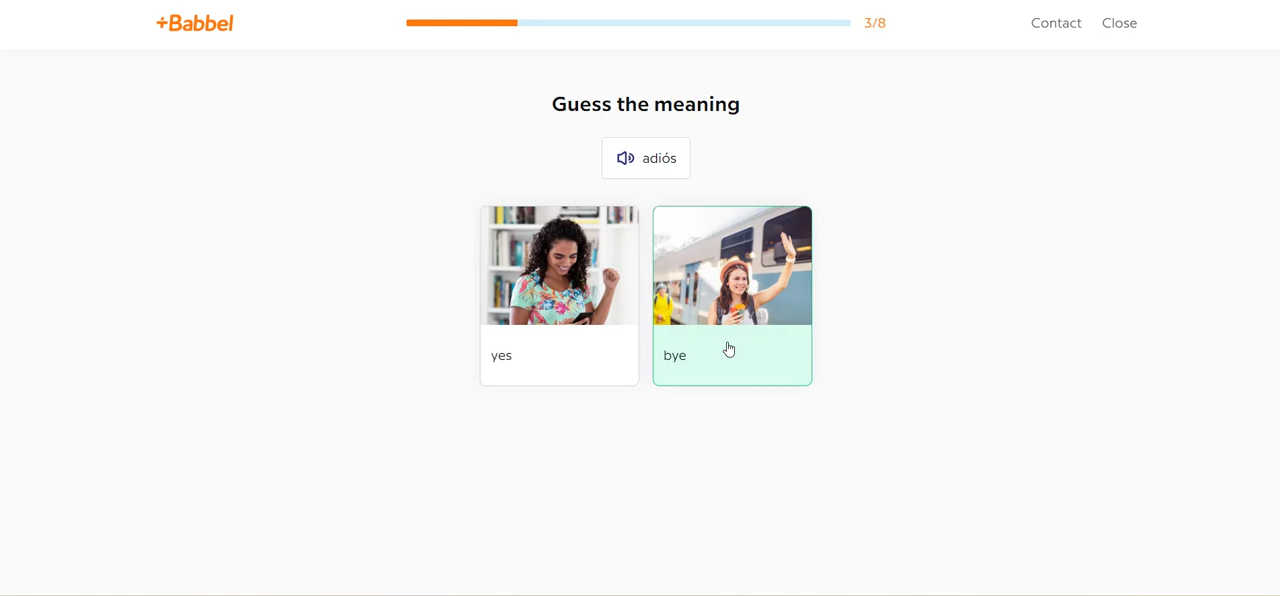 +Babbel
3/8
Contact Close
Guess the meaning
adiós
yes
bye